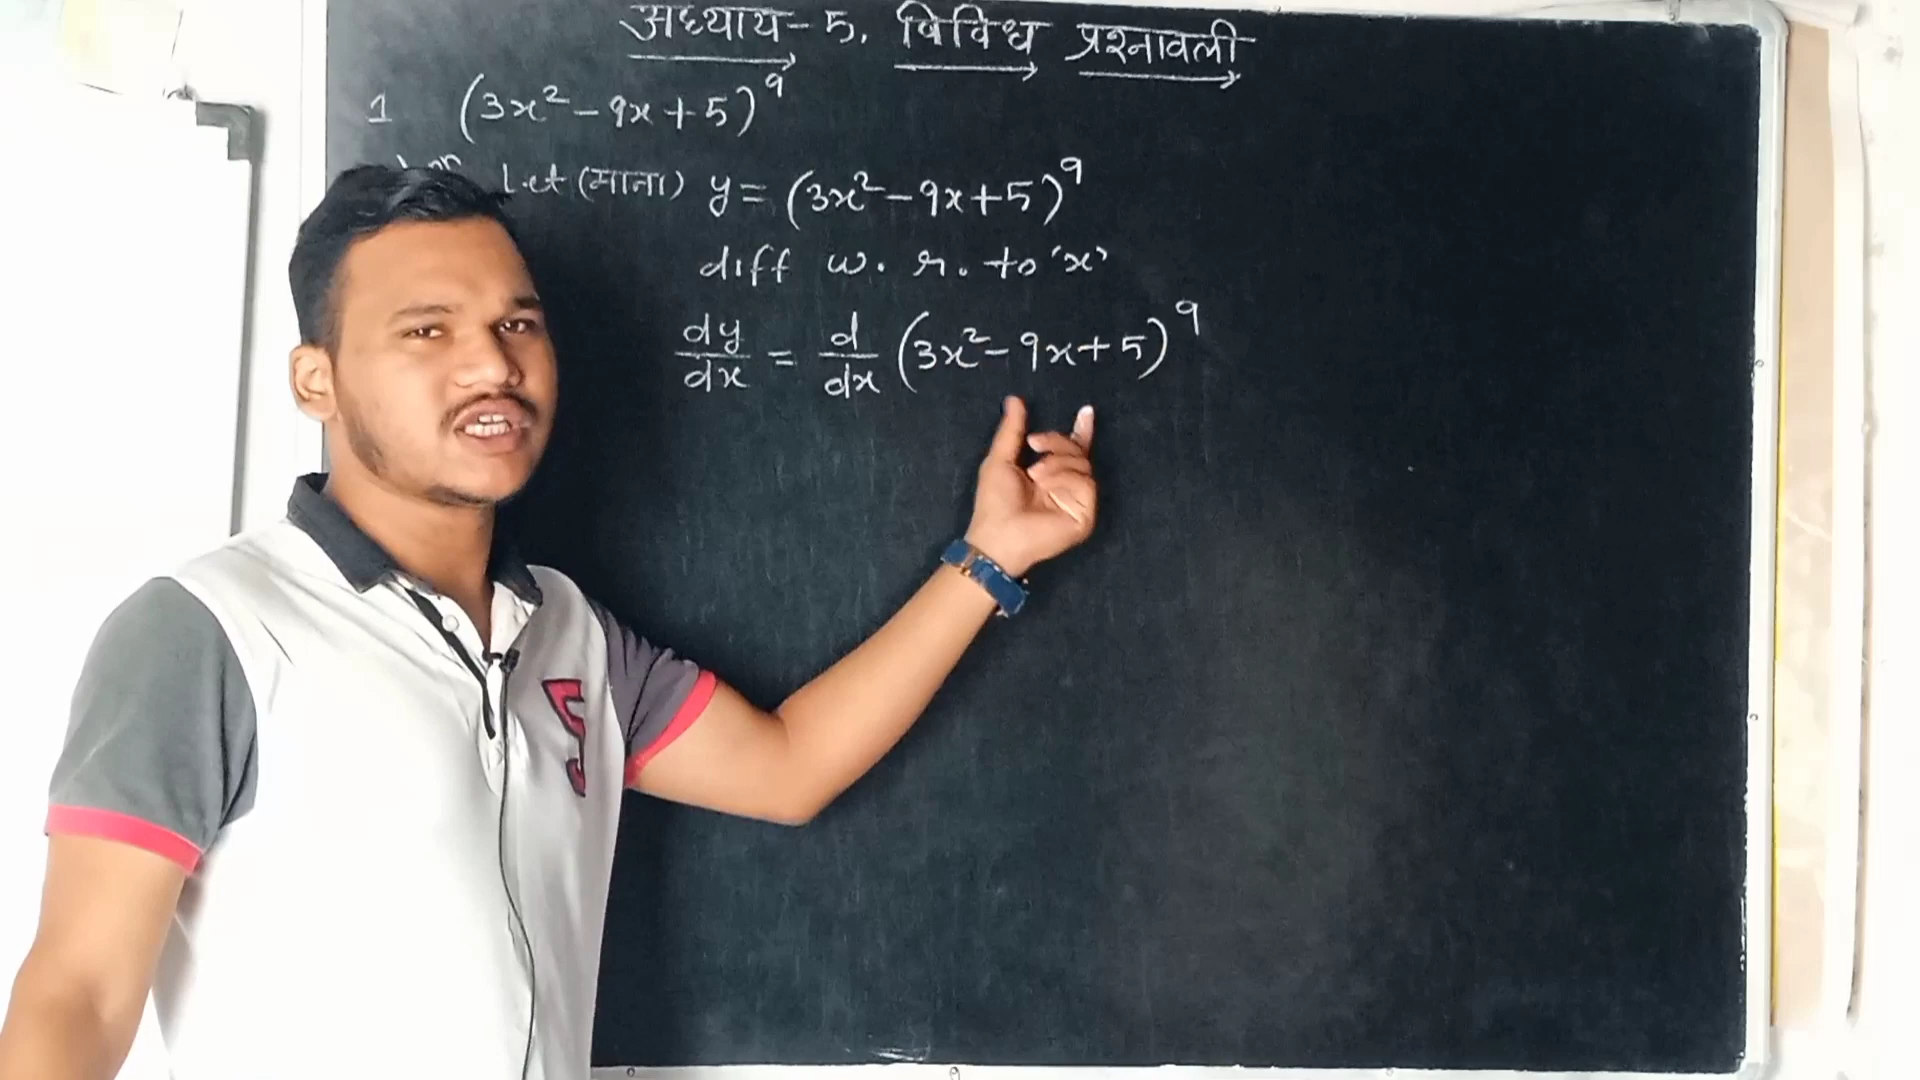 अध्याय-5. विविध प्रश्नावली
1 (3x²-9x+5)⁹
Let (माना) y = (3x²-9x+5)⁹
diff w. r. to 'x'
dy/dx = d/dx (3x²-9x+5)⁹
5